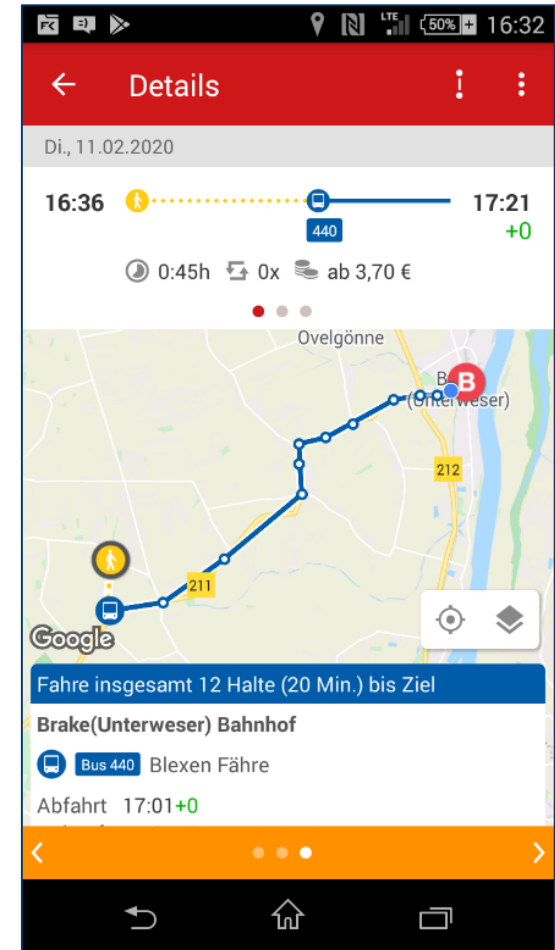 50% 16:32
LTE
Details
Di., 11.02.2020
16:36 17:21
440 +0
0:45h 0x ab 3,70 €
Ovelgönne
B
(Unterweser)
212
211
Google
Fahre insgesamt 12 Halte (20 Min.) bis Ziel
Brake(Unterweser) Bahnhof
Bus 440 Blexen Fähre
Abfahrt 17:01+0